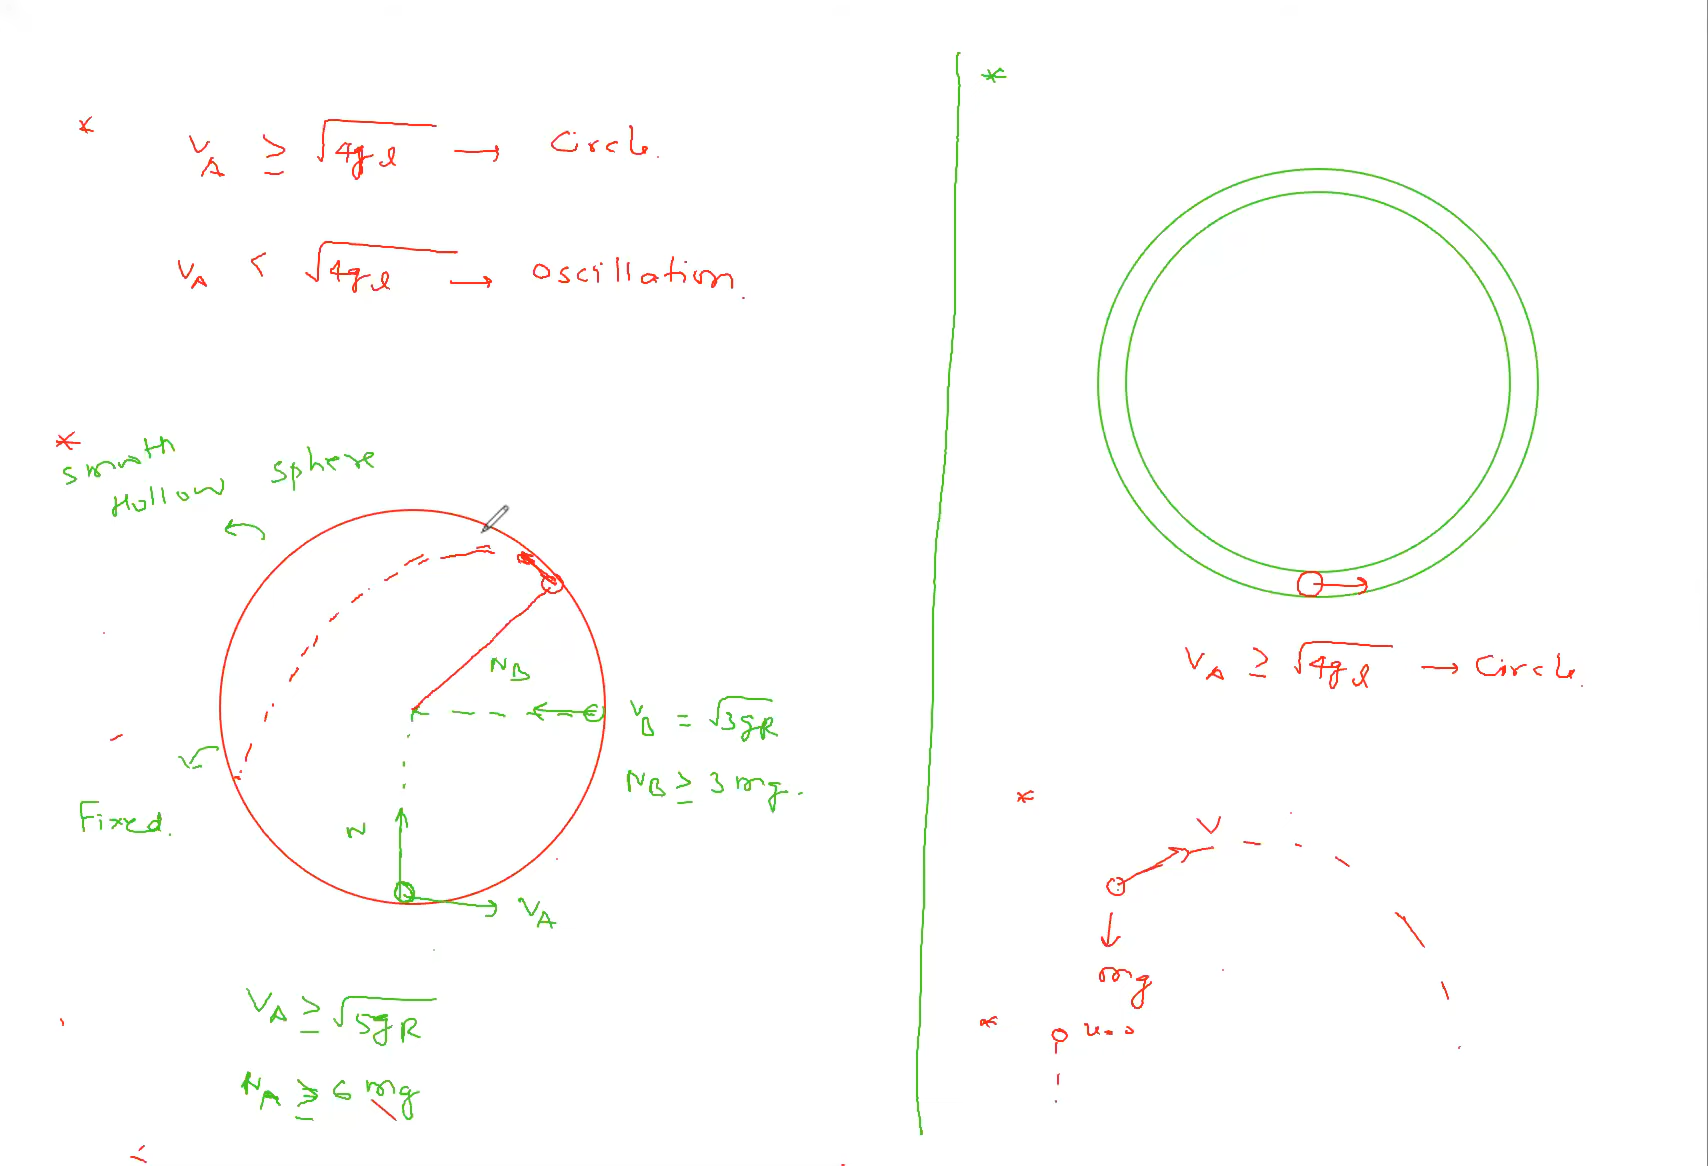 * V_A ≥ √4gl → Circle.
V_A < √4gl → oscillation.
*
smooth
Hollow sphere
N_B
V_B = √3gR
N_B ≥ 3mg.
Fixed.
N
V_A
V_A ≥ √5gR
N_A ≥ 6mg
*
V_A ≥ √4gl → Circle.
*
V
mg
* u=0